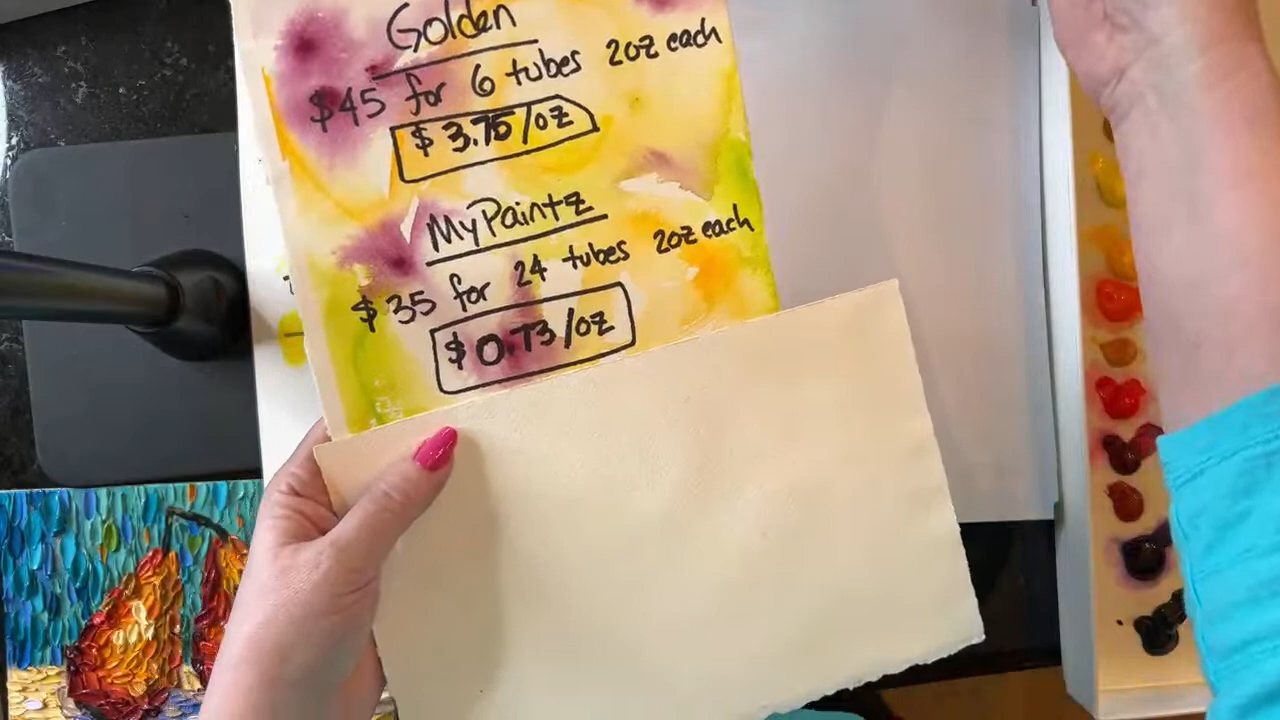 Golden
$45 for 6 tubes 2oz each
$3.75/oz
MyPaintz
$35 for 24 tubes 2oz each
$0.73/oz